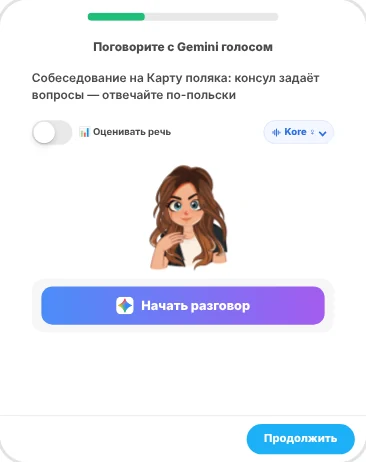 Поговорите с Gemini голосом
Собеседование на Карту поляка: консул задаёт
вопросы — отвечайте по-польски
📊 Оценивать речь
Kore ♀
Начать разговор
Продолжить